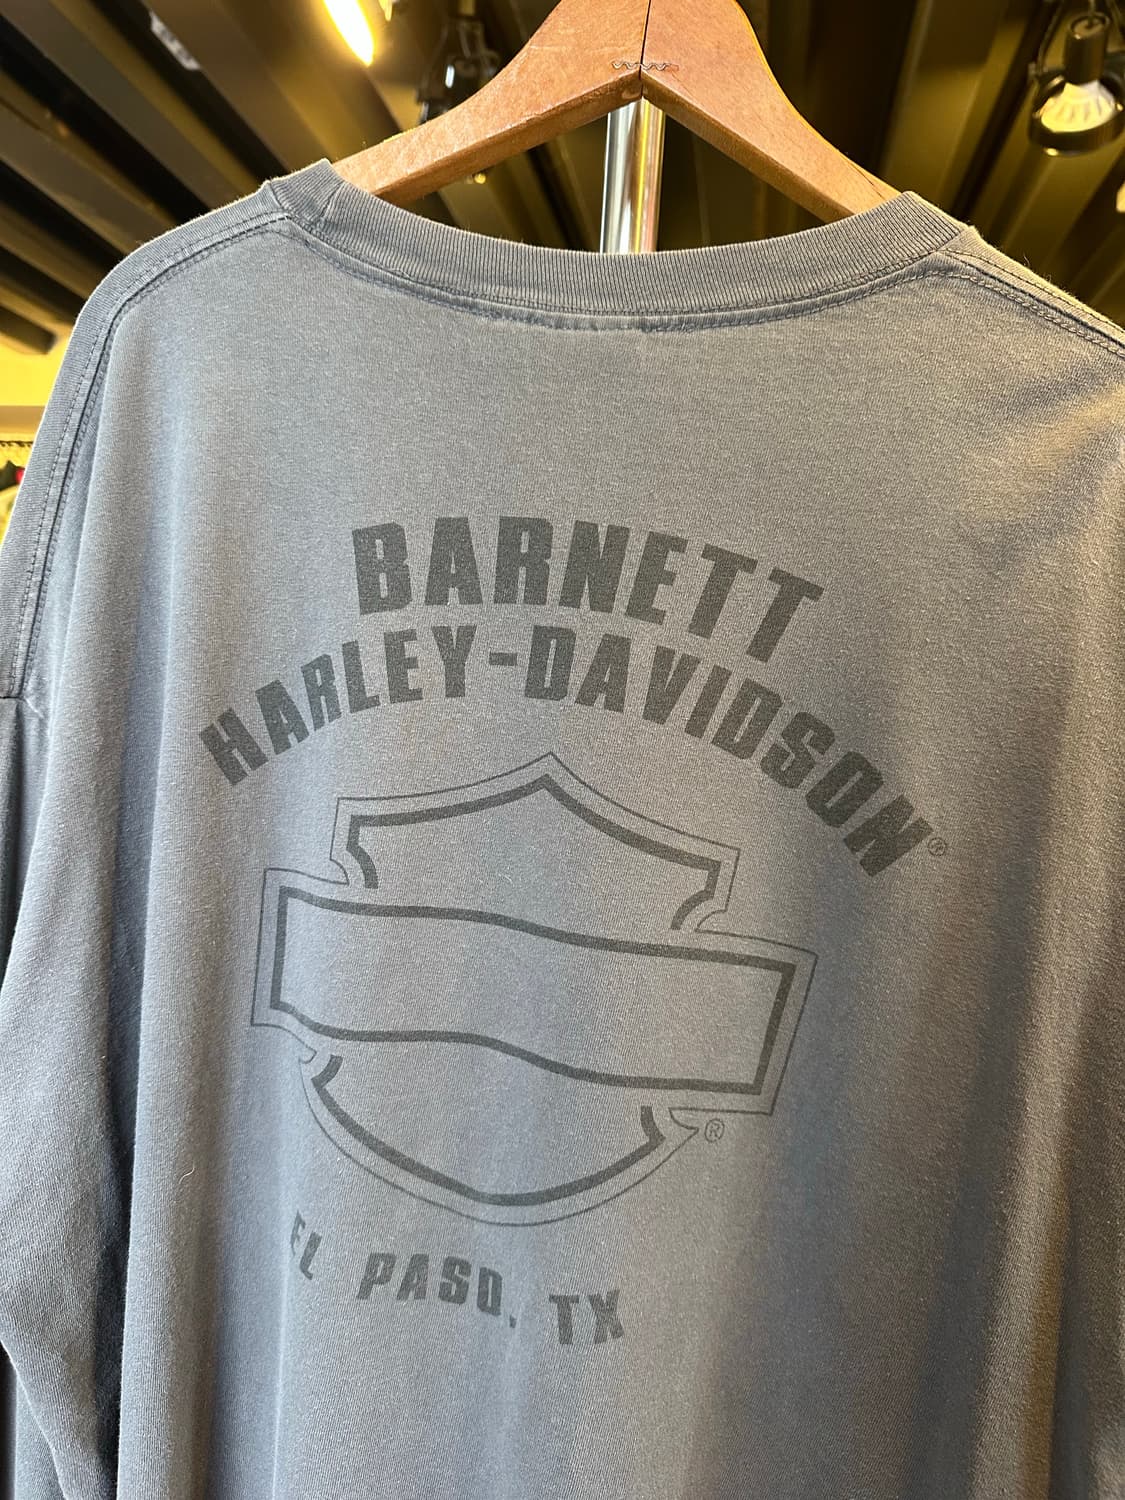 BARNETT
HARLEY-DAVIDSON®
®
EL PASO, TX